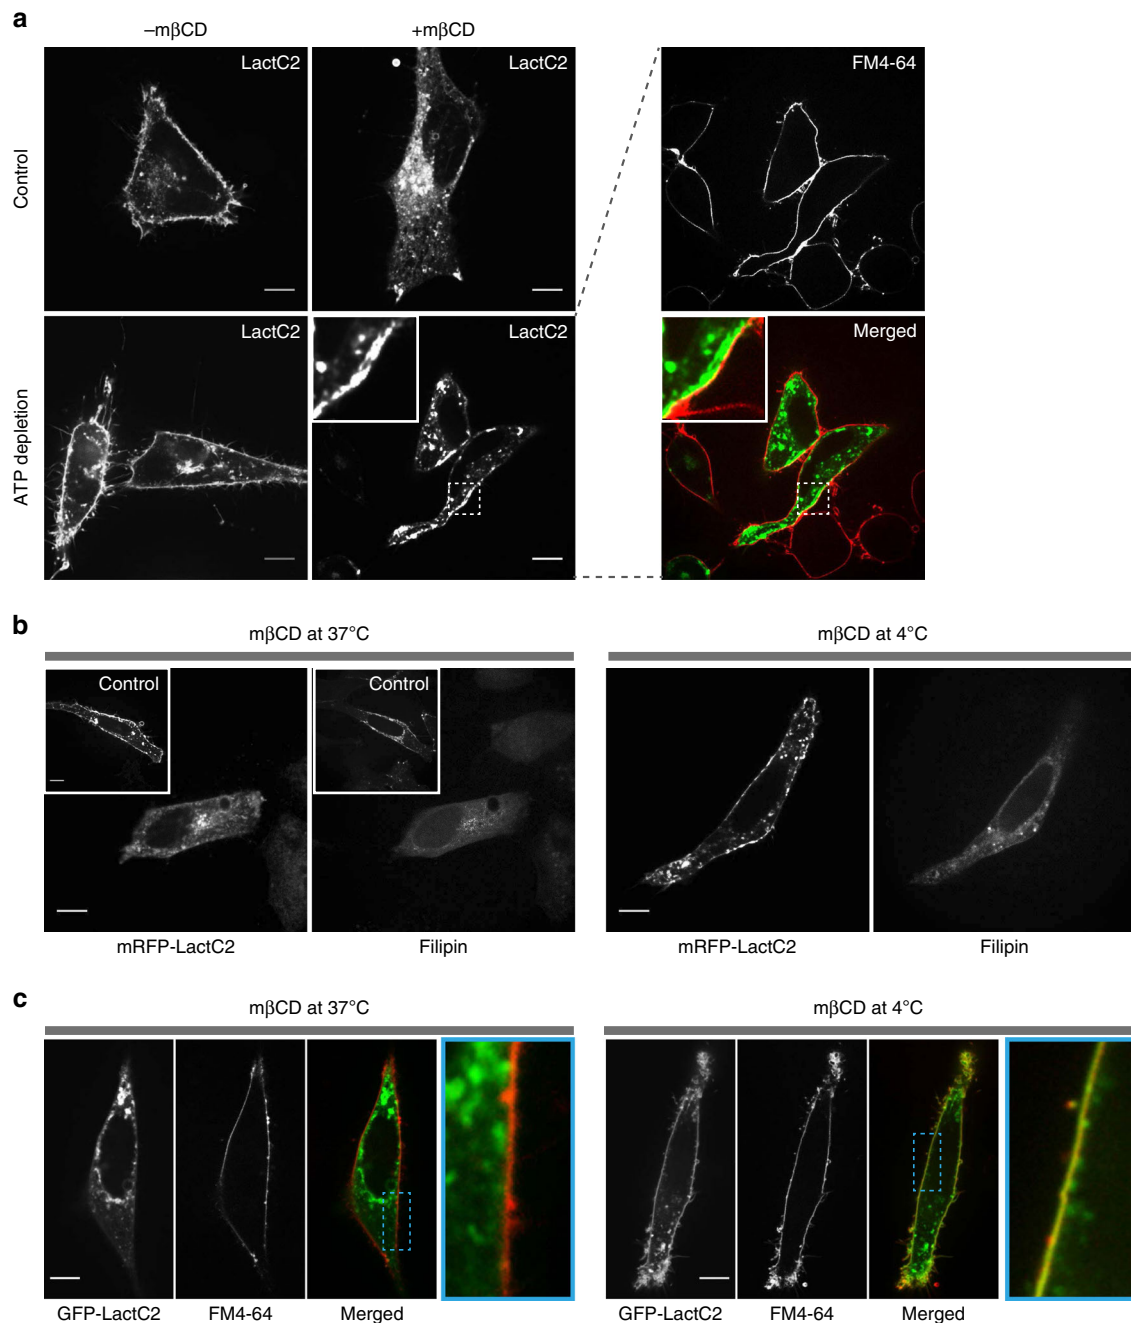 a
−mβCD
+mβCD
Control
LactC2
LactC2
FM4-64
ATP depletion
LactC2
LactC2
Merged
b
mβCD at 37°C
mβCD at 4°C
Control
Control
mRFP-LactC2
Filipin
mRFP-LactC2
Filipin
c
mβCD at 37°C
mβCD at 4°C
GFP-LactC2
FM4-64
Merged
GFP-LactC2
FM4-64
Merged